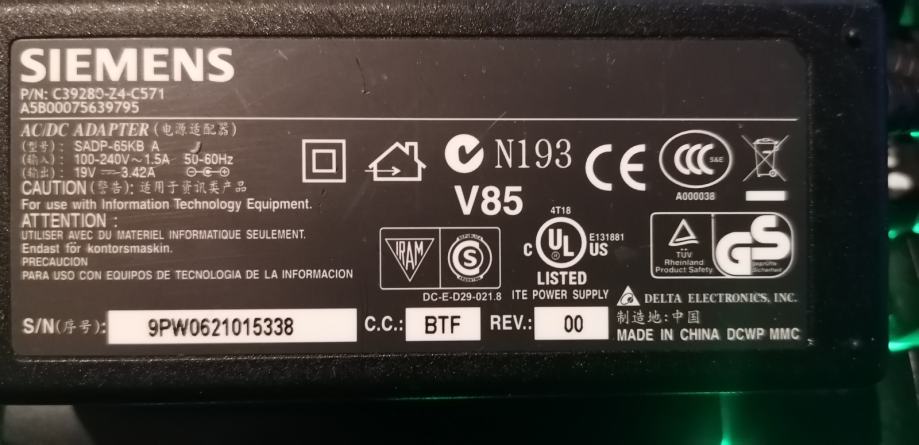 SIEMENS
P/N: C39280-Z4-C571
A5B00075639795
AC/DC ADAPTER (电源适配器)
(型号): SADP-65KB A
(输入): 100-240V~1.5A 50-60Hz
(输出): 19V ⎓ 3.42A
CAUTION (警告): 适用于资讯类产品
For use with Information Technology Equipment.
ATTENTION :
UTILISER AVEC DU MATERIEL INFORMATIQUE SEULEMENT.
Endast för kontorsmaskin.
PRECAUCION
PARA USO CON EQUIPOS DE TECNOLOGIA DE LA INFORMACION
N193
CE
CCC S&E
A000038
V85
IRAM
REPUBLICA
S
ARGENTINA
DC-E-D29-021.8
4T18
C UL US
E131881
LISTED
ITE POWER SUPPLY
TÜV
Rheinland
Product Safety
GS
geprüfte
Sicherheit
DELTA ELECTRONICS, INC.
制造地: 中国
MADE IN CHINA DCWP MMC
S/N(序号): 9PW0621015338 C.C.: BTF REV.: 00